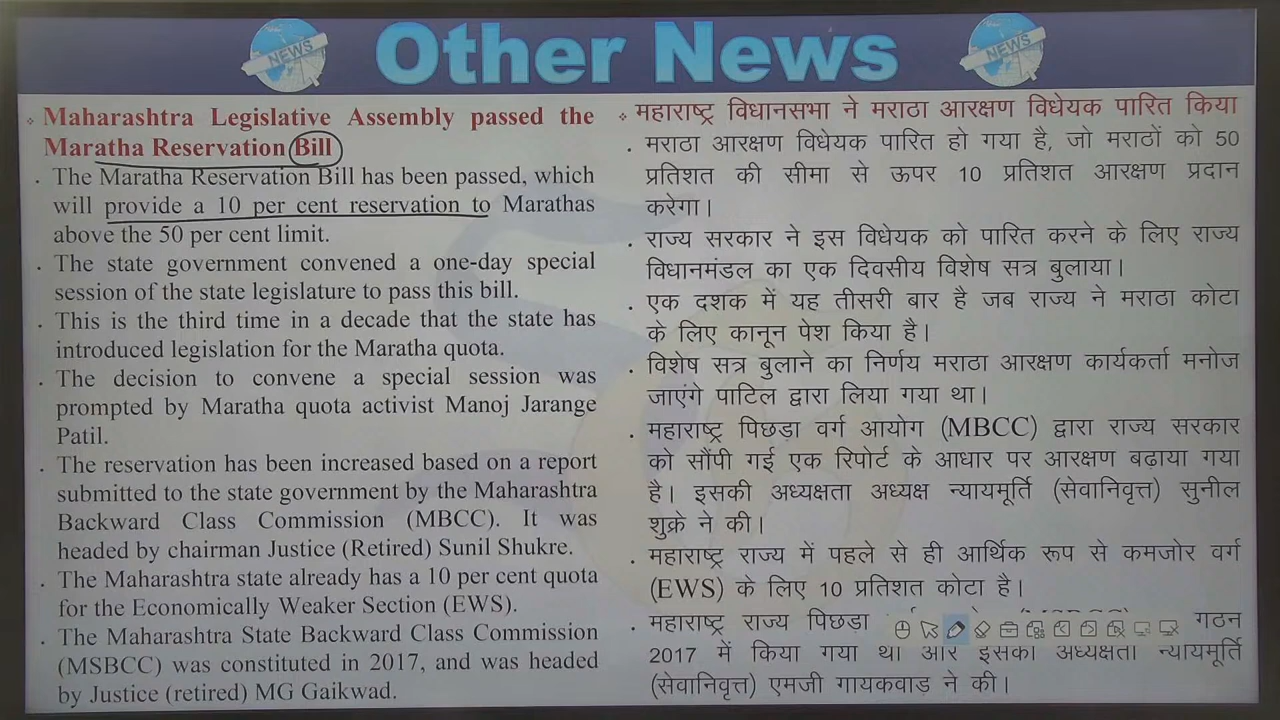 NEWS
Other News
NEWS
Maharashtra Legislative Assembly passed the
Maratha Reservation Bill
The Maratha Reservation Bill has been passed, which
will provide a 10 per cent reservation to Marathas
above the 50 per cent limit.
The state government convened a one-day special
session of the state legislature to pass this bill.
This is the third time in a decade that the state has
introduced legislation for the Maratha quota.
The decision to convene a special session was
prompted by Maratha quota activist Manoj Jarange
Patil.
The reservation has been increased based on a report
submitted to the state government by the Maharashtra
Backward Class Commission (MBCC). It was
headed by chairman Justice (Retired) Sunil Shukre.
The Maharashtra state already has a 10 per cent quota
for the Economically Weaker Section (EWS).
The Maharashtra State Backward Class Commission
(MSBCC) was constituted in 2017, and was headed
by Justice (retired) MG Gaikwad.
महाराष्ट्र विधानसभा ने मराठा आरक्षण विधेयक पारित किया
मराठा आरक्षण विधेयक पारित हो गया है, जो मराठों को 50
प्रतिशत की सीमा से ऊपर 10 प्रतिशत आरक्षण प्रदान
करेगा।
राज्य सरकार ने इस विधेयक को पारित करने के लिए राज्य
विधानमंडल का एक दिवसीय विशेष सत्र बुलाया।
एक दशक में यह तीसरी बार है जब राज्य ने मराठा कोटा
के लिए कानून पेश किया है।
विशेष सत्र बुलाने का निर्णय मराठा आरक्षण कार्यकर्ता मनोज
जाएंगे पाटिल द्वारा लिया गया था।
महाराष्ट्र पिछड़ा वर्ग आयोग (MBCC) द्वारा राज्य सरकार
को सौंपी गई एक रिपोर्ट के आधार पर आरक्षण बढ़ाया गया
है। इसकी अध्यक्षता अध्यक्ष न्यायमूर्ति (सेवानिवृत्त) सुनील
शुक्रे ने की।
महाराष्ट्र राज्य में पहले से ही आर्थिक रूप से कमजोर वर्ग
(EWS) के लिए 10 प्रतिशत कोटा है।
महाराष्ट्र राज्य पिछड़ा गठन
2017 में किया गया था और इसकी अध्यक्षता न्यायमूर्ति
(सेवानिवृत्त) एमजी गायकवाड़ ने की।